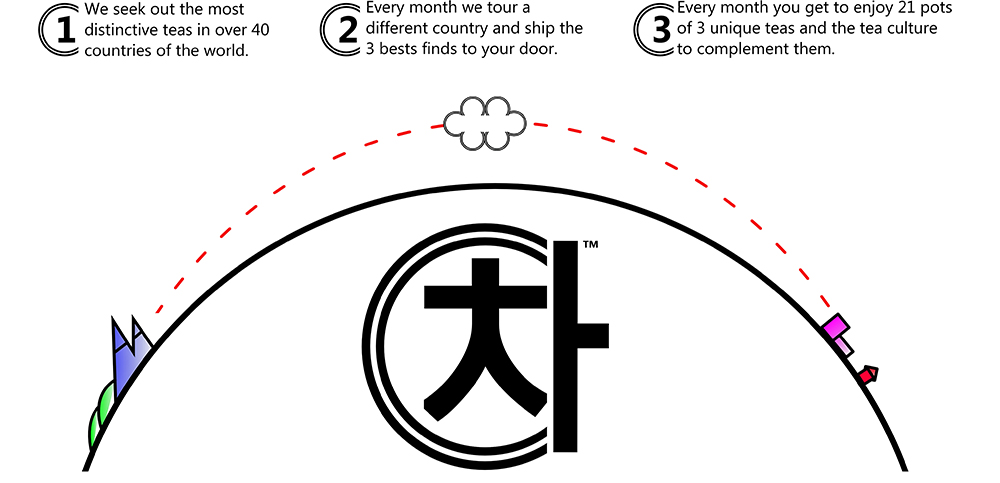 1
We seek out the most
distinctive teas in over 40
countries of the world.
2
Every month we tour a
different country and ship the
3 bests finds to your door.
3
Every month you get to enjoy 21 pots
of 3 unique teas and the tea culture
to complement them.
차™